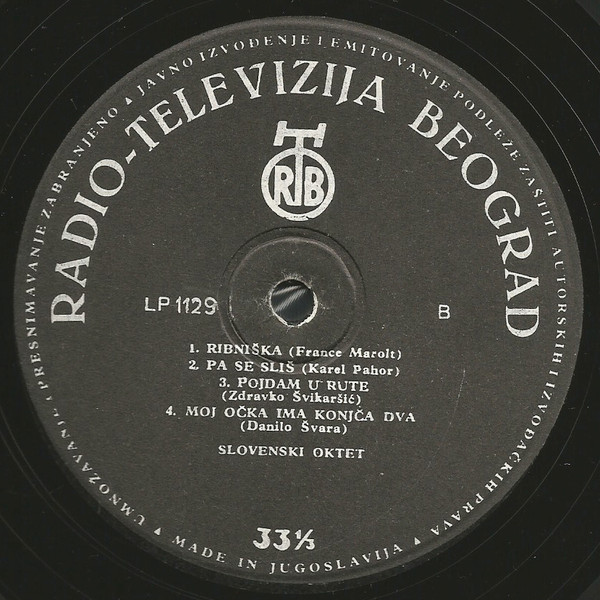 JAVNO IZVOĐENJE I EMITOVANJE PODLEŽE ZAŠTITI AUTORSKIH I IZVOĐAČKIH PRAVA ▲ MADE IN JUGOSLAVIJA ▲ UMNOŽAVANJE I PRESNIMAVANJE ZABRANJENO ▲
RADIO-TELEVIZIJA BEOGRAD
RTB
LP 1129 B
1. RIBNIŠKA (France Marolt)
2. PA SE SLIŠ (Karel Pahor)
3. POJDAM U RUTE
(Zdravko Švikaršić)
4. MOJ OČKA IMA KONJČA DVA
(Danilo Švara)
SLOVENSKI OKTET
33⅓